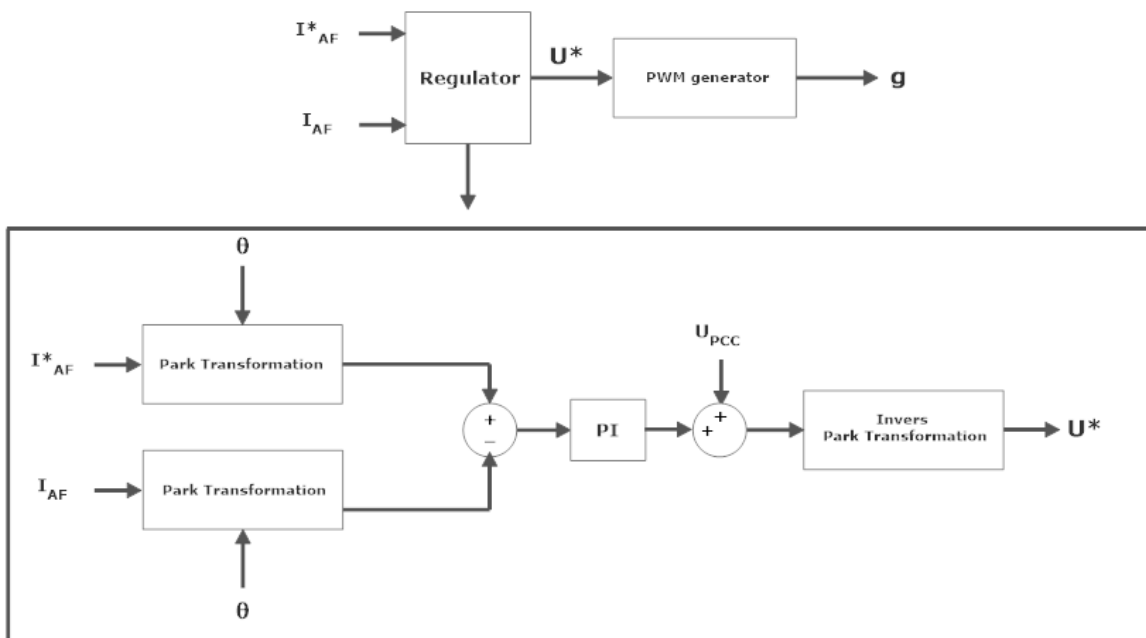 I*AF
U*
Regulator
PWM generator
g
IAF
θ
I*AF
Park Transformation
UPCC
+
−
PI
+
+
Invers
Park Transformation
U*
IAF
Park Transformation
θ